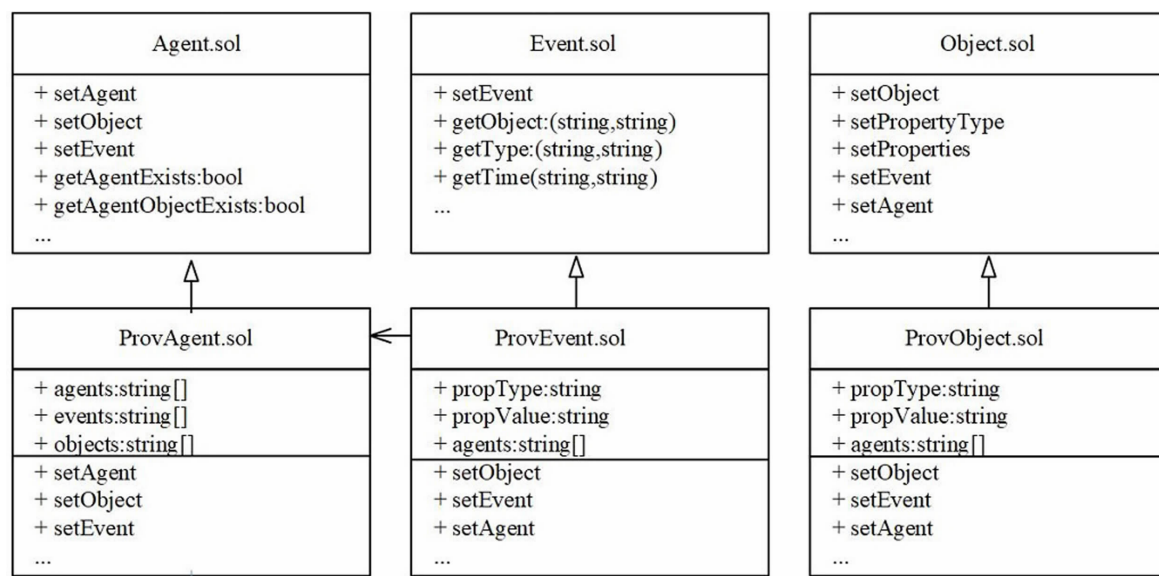 Agent.sol
+ setAgent
+ setObject
+ setEvent
+ getAgentExists:bool
+ getAgentObjectExists:bool
...
Event.sol
+ setEvent
+ getObject:(string,string)
+ getType:(string,string)
+ getTime(string,string)
...
Object.sol
+ setObject
+ setPropertyType
+ setProperties
+ setEvent
+ setAgent
...
ProvAgent.sol
+ agents:string[]
+ events:string[]
+ objects:string[]
+ setAgent
+ setObject
+ setEvent
...
ProvEvent.sol
+ propType:string
+ propValue:string
+ agents:string[]
+ setObject
+ setEvent
+ setAgent
...
ProvObject.sol
+ propType:string
+ propValue:string
+ agents:string[]
+ setObject
+ setEvent
+ setAgent
...